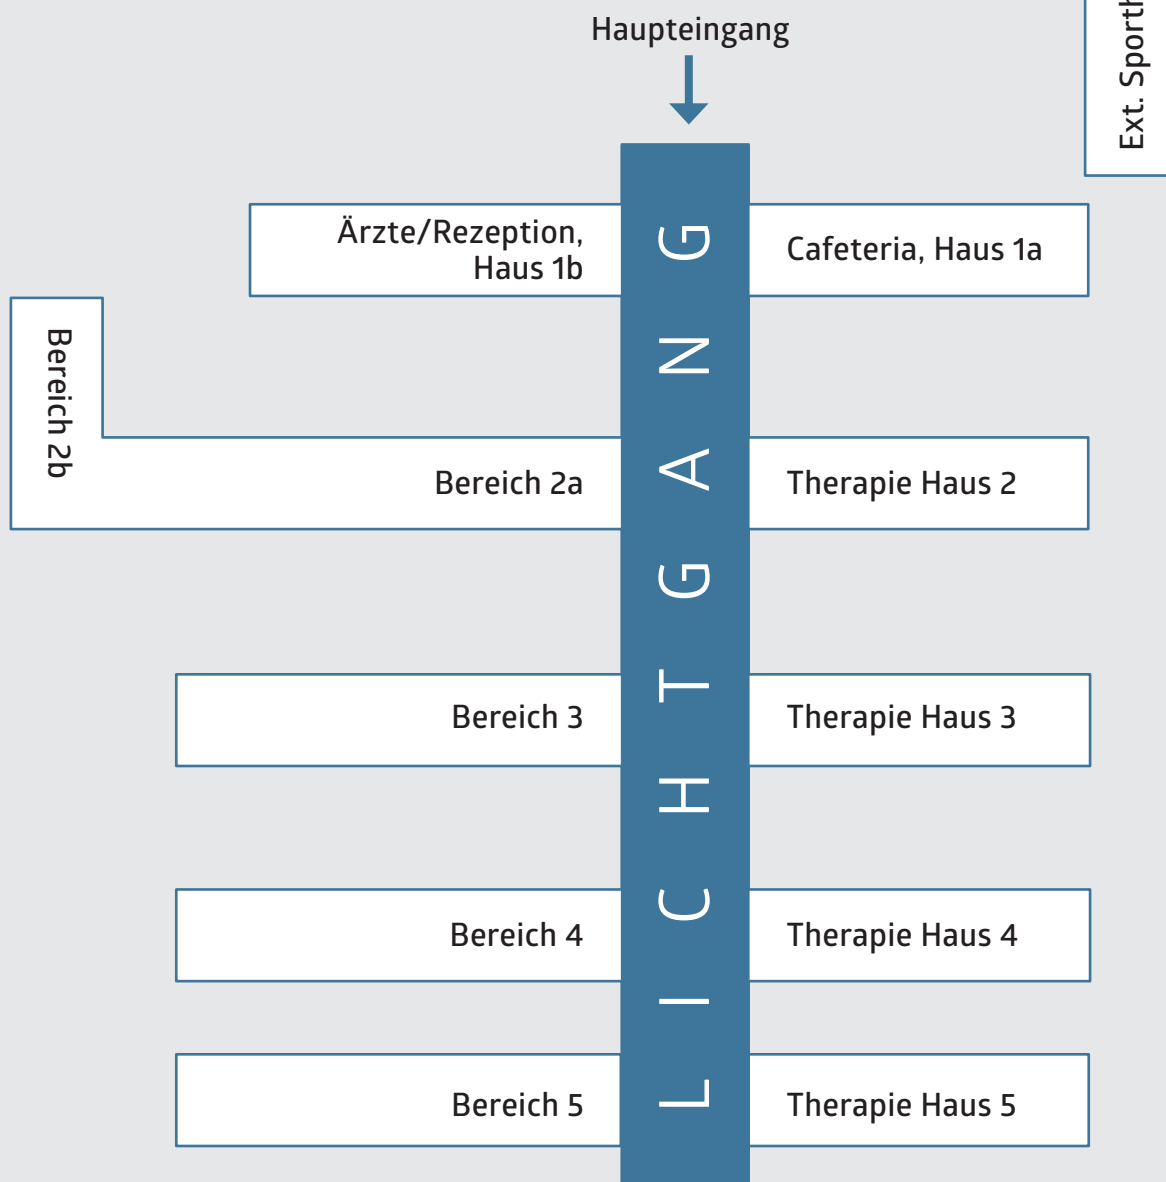 Haupteingang
Ext. Sporth
Ärzte/Rezeption,
Haus 1b
Cafeteria, Haus 1a
Bereich 2b
Bereich 2a
Therapie Haus 2
Bereich 3
Therapie Haus 3
Bereich 4
Therapie Haus 4
Bereich 5
Therapie Haus 5
LICHTGANG